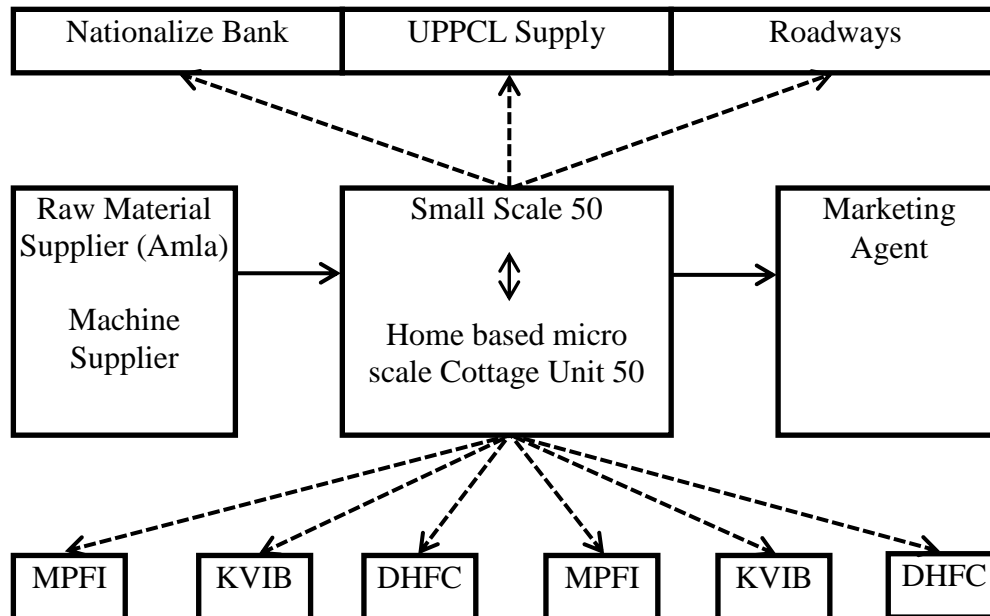 Nationalize Bank
UPPCL Supply
Roadways
Raw Material
Supplier (Amla)
Machine
Supplier
Small Scale 50
Home based micro
scale Cottage Unit 50
Marketing
Agent
MPFI
KVIB
DHFC
MPFI
KVIB
DHFC